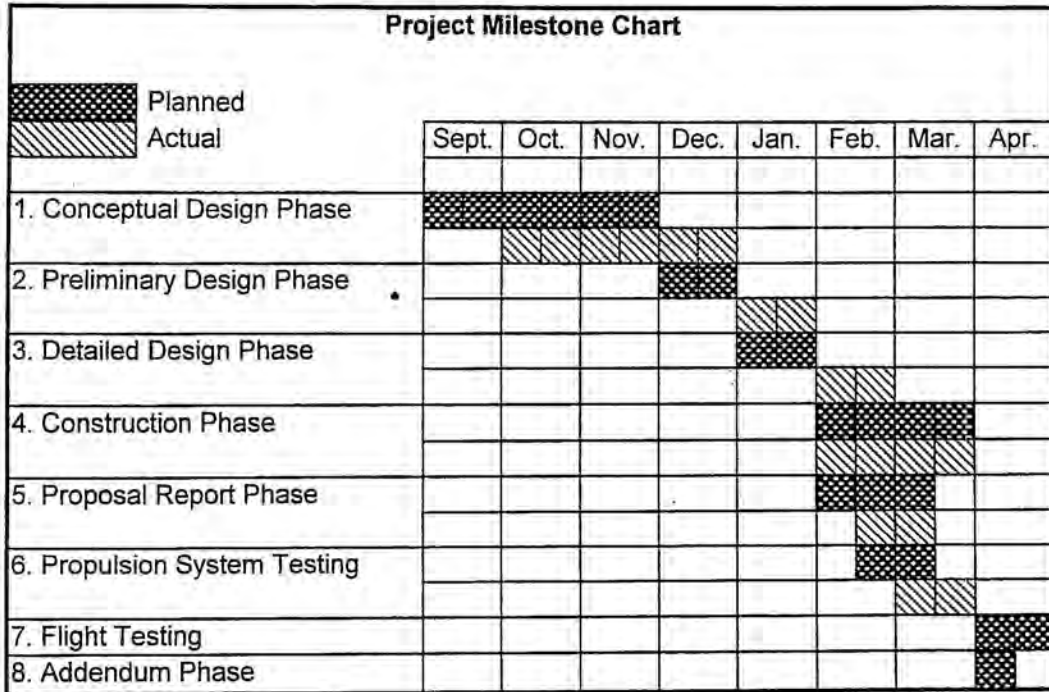 Project Milestone Chart
Planned
Actual
Sept. Oct. Nov. Dec. Jan. Feb. Mar. Apr.
1. Conceptual Design Phase
2. Preliminary Design Phase
3. Detailed Design Phase
4. Construction Phase
5. Proposal Report Phase
6. Propulsion System Testing
7. Flight Testing
8. Addendum Phase